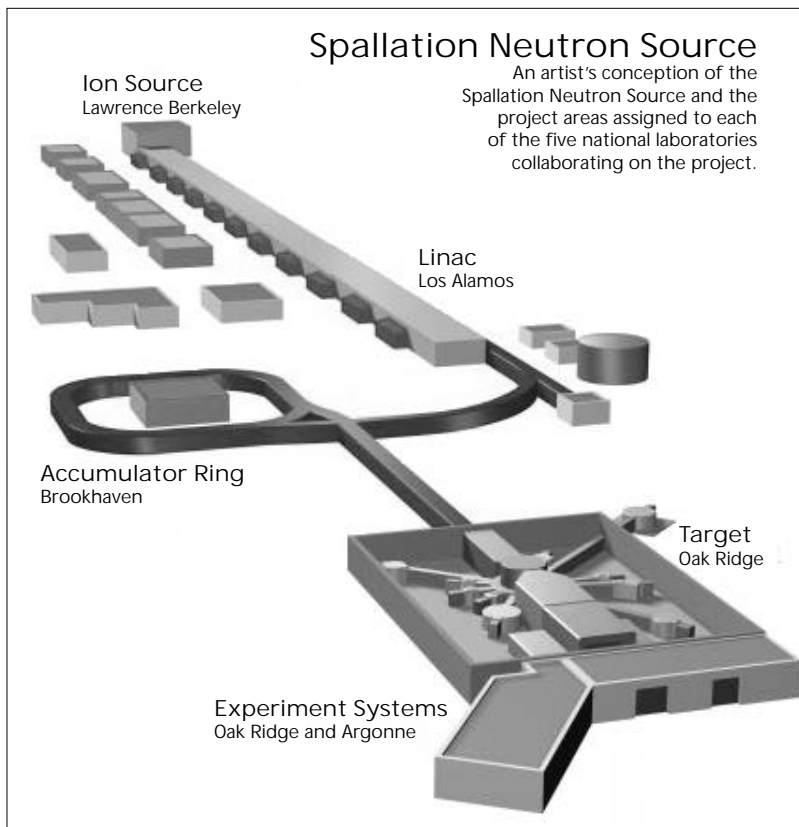 Spallation Neutron Source
An artist's conception of the
Spallation Neutron Source and the
project areas assigned to each
of the five national laboratories
collaborating on the project.
Ion Source
Lawrence Berkeley
Linac
Los Alamos
Accumulator Ring
Brookhaven
Target
Oak Ridge
Experiment Systems
Oak Ridge and Argonne